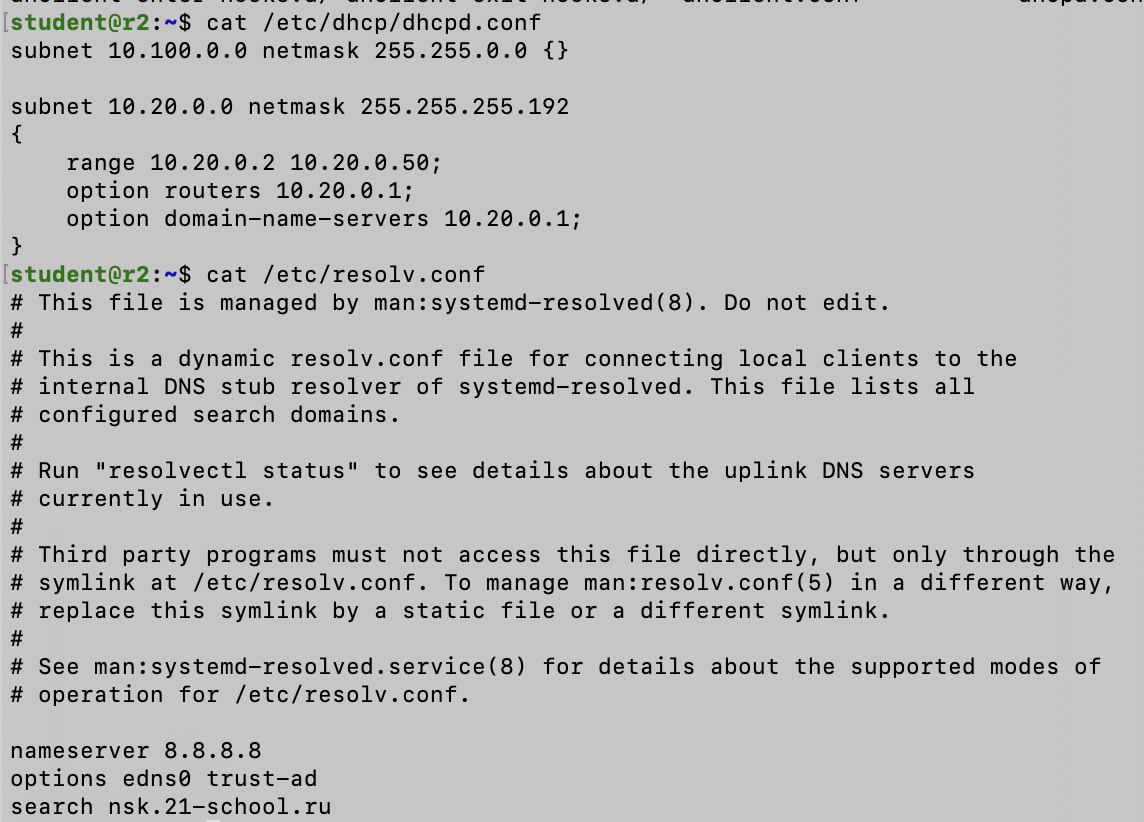 [student@r2:~$ cat /etc/dhcp/dhcpd.conf
subnet 10.100.0.0 netmask 255.255.0.0 {}
subnet 10.20.0.0 netmask 255.255.255.192
{
range 10.20.0.2 10.20.0.50;
option routers 10.20.0.1;
option domain-name-servers 10.20.0.1;
}
[student@r2:~$ cat /etc/resolv.conf
# This file is managed by man:systemd-resolved(8). Do not edit.
#
# This is a dynamic resolv.conf file for connecting local clients to the
# internal DNS stub resolver of systemd-resolved. This file lists all
# configured search domains.
#
# Run "resolvectl status" to see details about the uplink DNS servers
# currently in use.
#
# Third party programs must not access this file directly, but only through the
# symlink at /etc/resolv.conf. To manage man:resolv.conf(5) in a different way,
# replace this symlink by a static file or a different symlink.
#
# See man:systemd-resolved.service(8) for details about the supported modes of
# operation for /etc/resolv.conf.
nameserver 8.8.8.8
options edns0 trust-ad
search nsk.21-school.ru